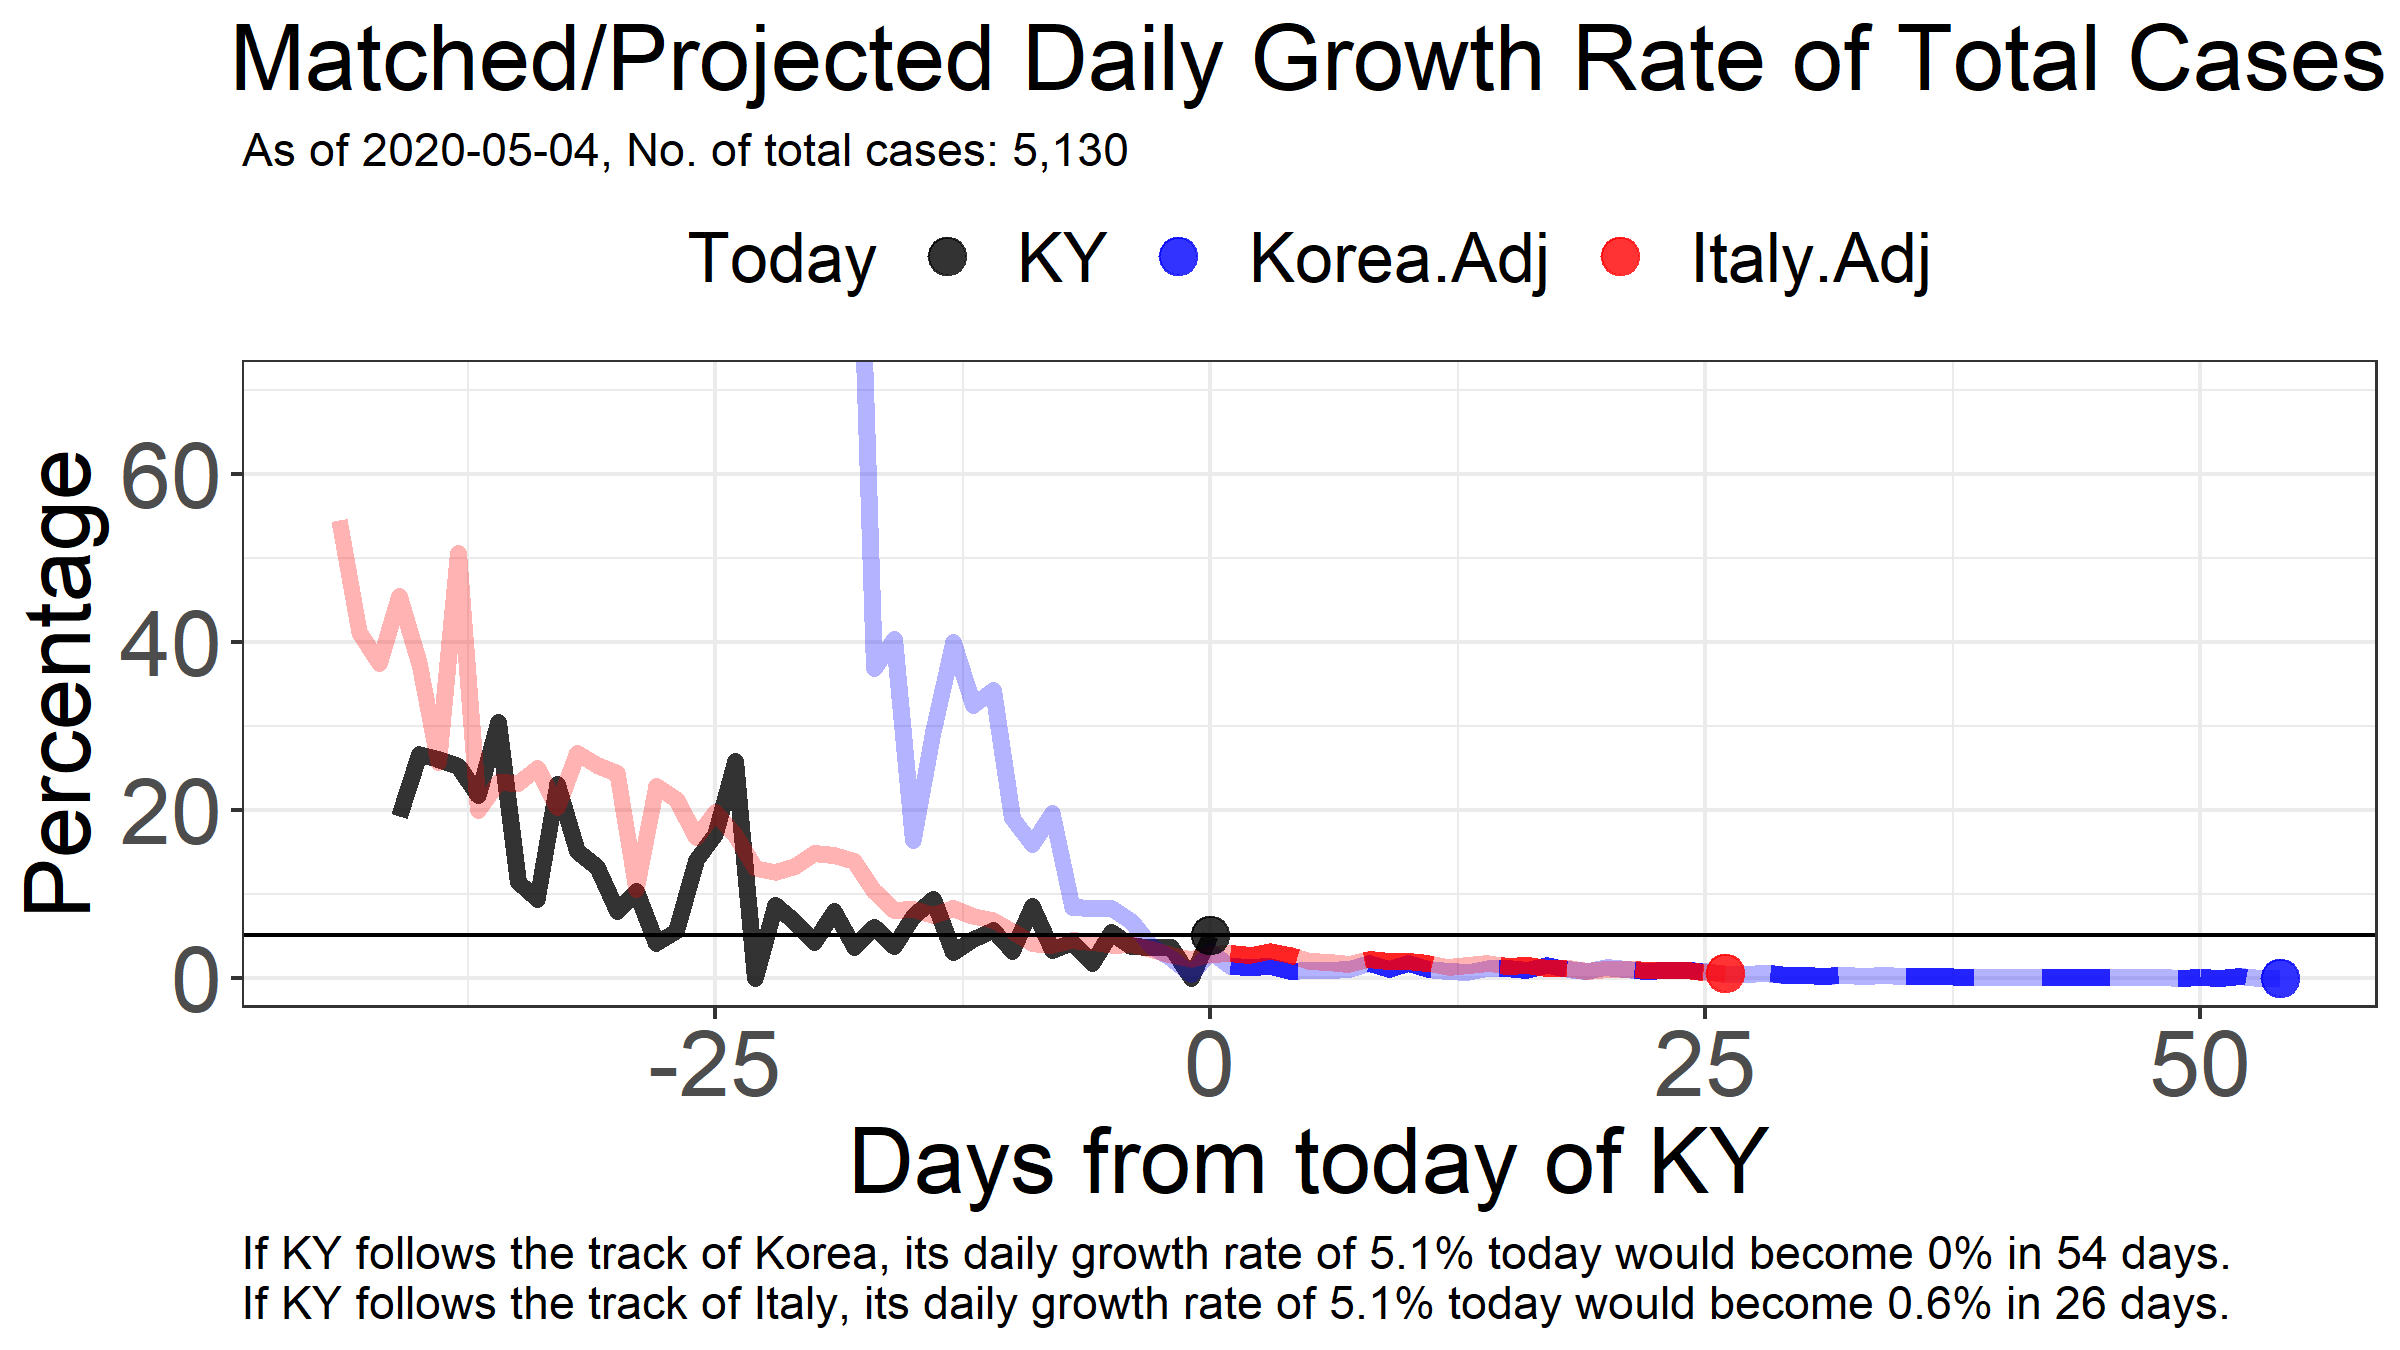 Matched/Projected Daily Growth Rate of Total Cases
As of 2020-05-04, No. of total cases: 5,130
Today KY Korea.Adj Italy.Adj
Percentage
60
40
20
0
-25 0 25 50
Days from today of KY
If KY follows the track of Korea, its daily growth rate of 5.1% today would become 0% in 54 days.
If KY follows the track of Italy, its daily growth rate of 5.1% today would become 0.6% in 26 days.